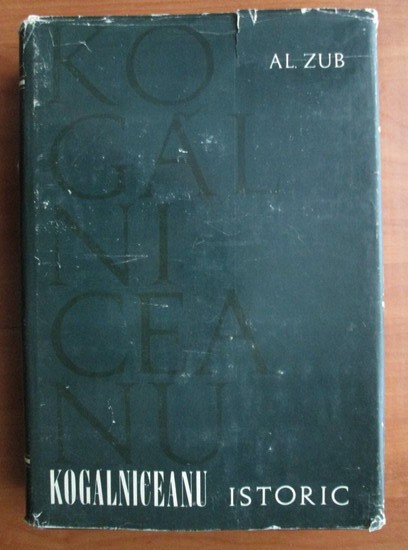 AL. ZUB
KO
GAL
NI
CEA
NU
KOGALNICEANU ISTORIC